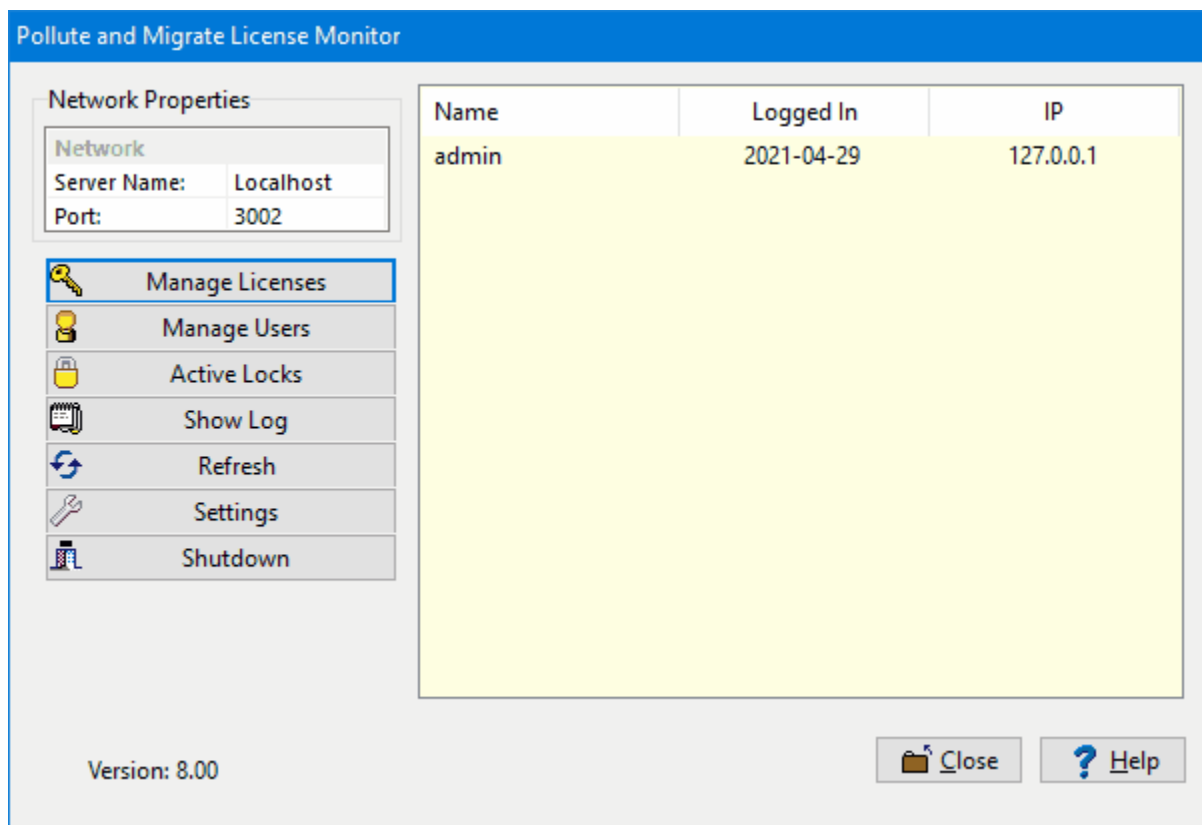 Pollute and Migrate License Monitor
Network Properties
Network
Server Name: Localhost
Port: 3002
Manage Licenses
Manage Users
Active Locks
Show Log
Refresh
Settings
Shutdown
Name Logged In IP
admin 2021-04-29 127.0.0.1
Version: 8.00
Close
Help